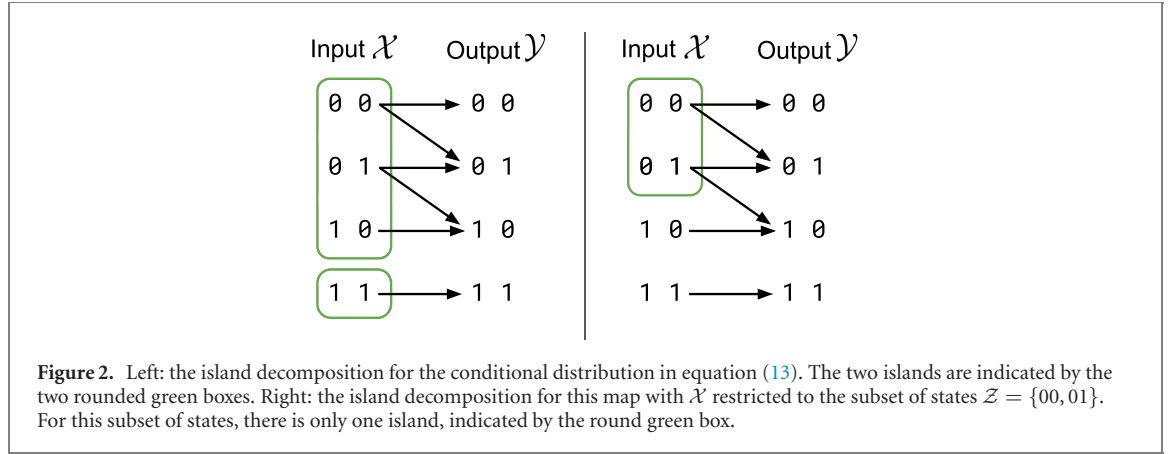 Input 𝒳 Output 𝒴 Input 𝒳 Output 𝒴
0 0 0 0 0 0 0 0
0 1 0 1 0 1 0 1
1 0 1 0 1 0 1 0
1 1 1 1 1 1 1 1
Figure 2. Left: the island decomposition for the conditional distribution in equation (13). The two islands are indicated by the
two rounded green boxes. Right: the island decomposition for this map with 𝒳 restricted to the subset of states 𝒵 = {00, 01}.
For this subset of states, there is only one island, indicated by the round green box.